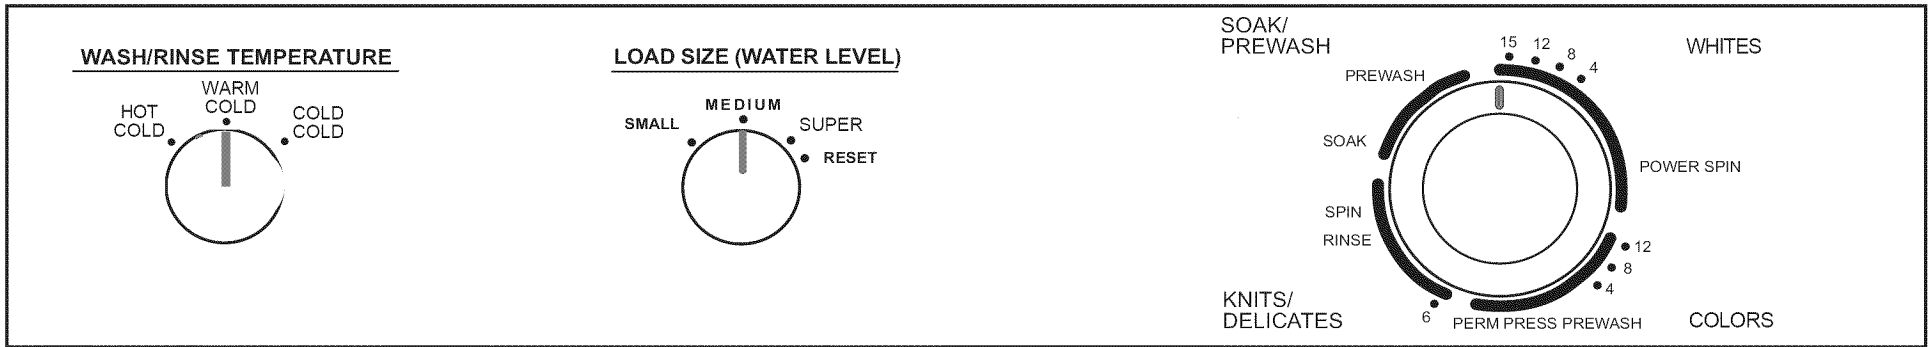 WASH/RINSE TEMPERATURE
HOT
COLD
WARM
COLD
COLD
COLD
LOAD SIZE (WATER LEVEL)
SMALL
MEDIUM
SUPER
RESET
SOAK/
PREWASH
PREWASH
SOAK
15
12
8
4
WHITES
POWER SPIN
SPIN
RINSE
12
8
4
KNITS/
DELICATES
6
PERM PRESS PREWASH
COLORS